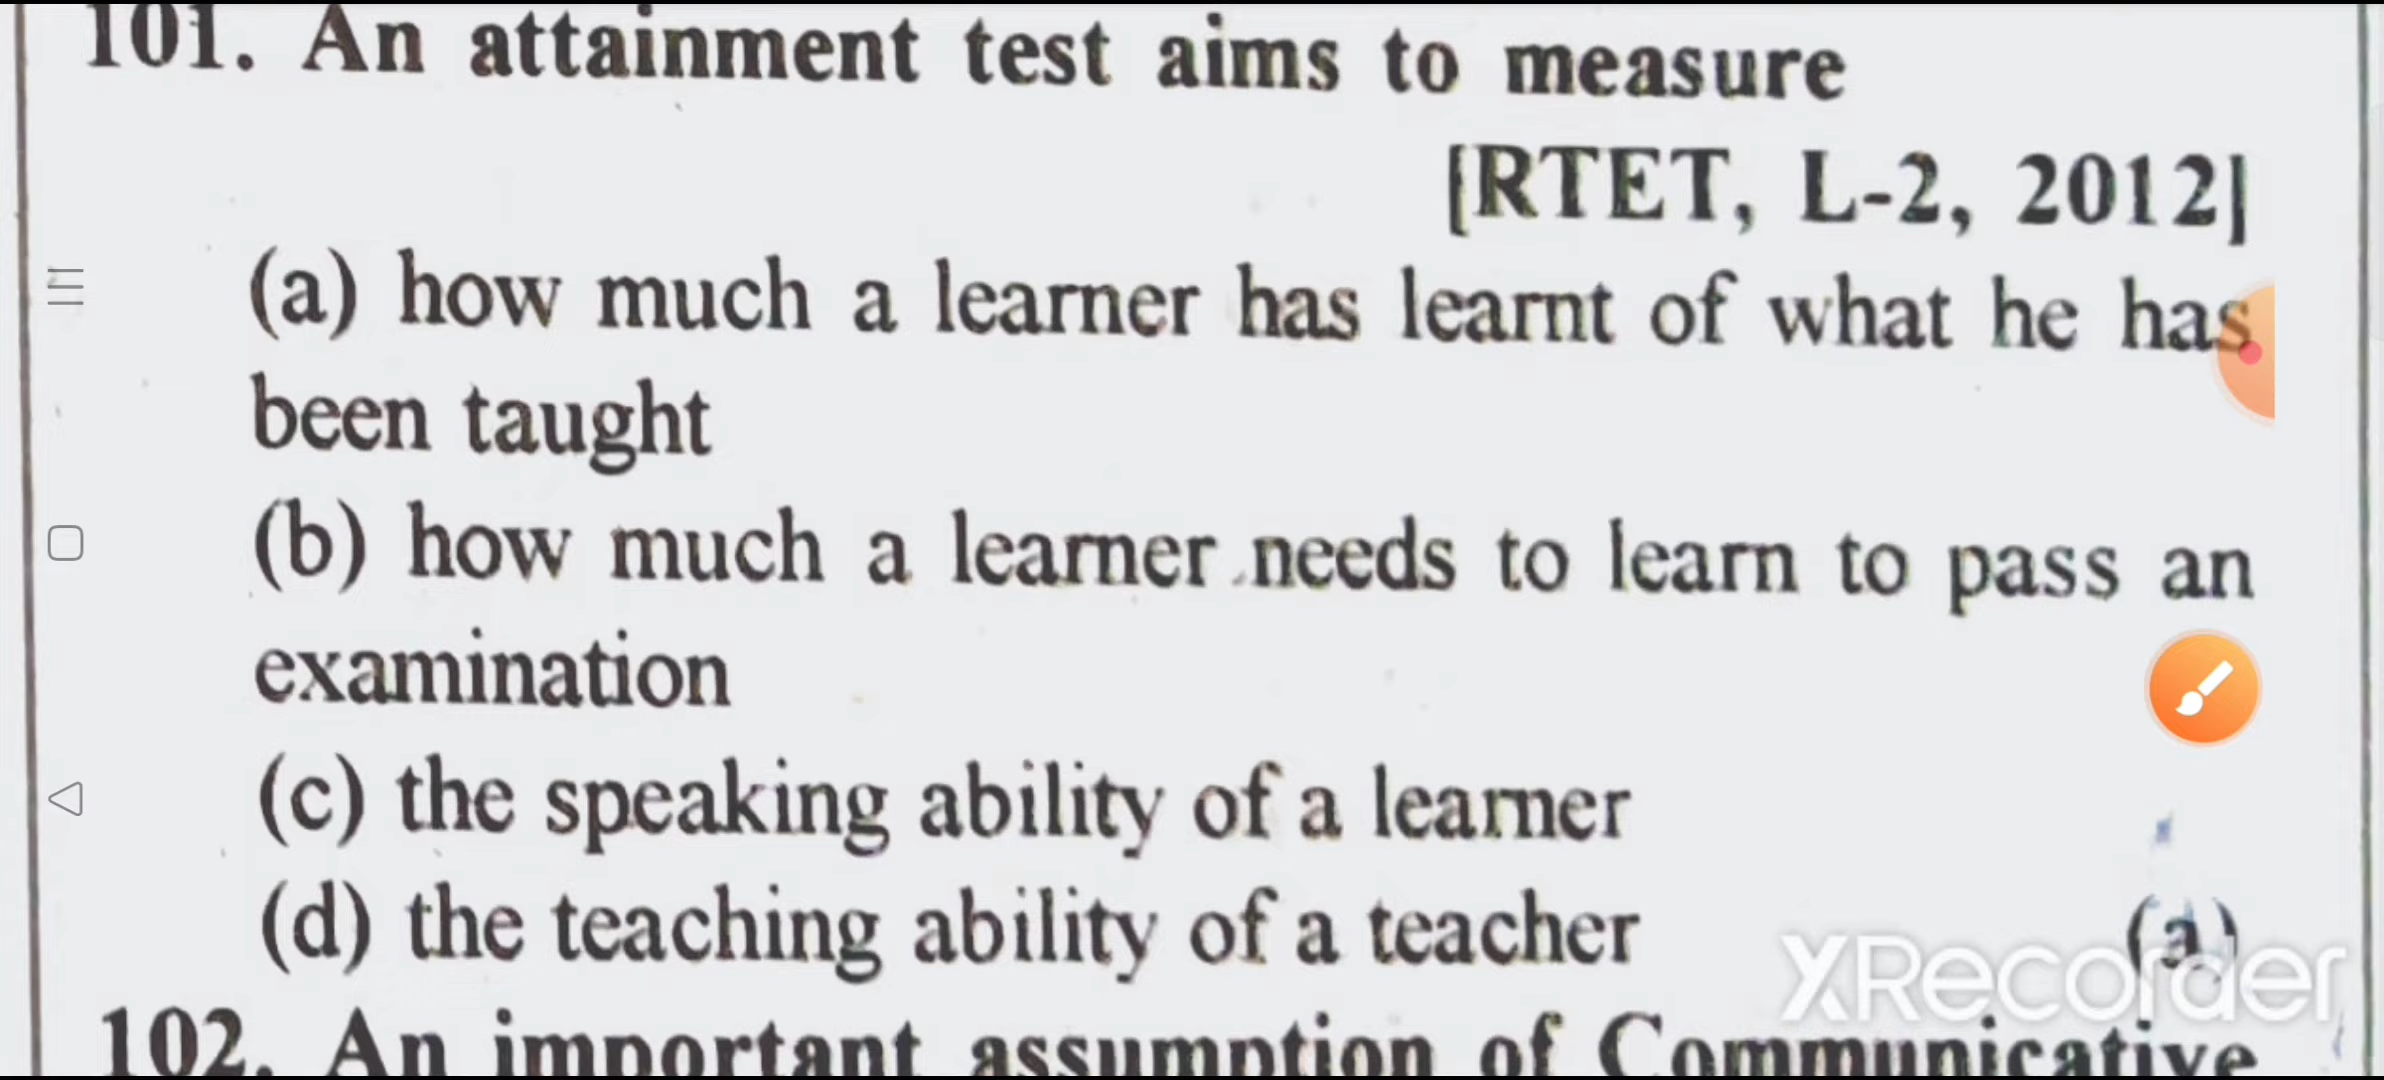 101. An attainment test aims to measure
[RTET, L-2, 2012]
(a) how much a learner has learnt of what he has
been taught
(b) how much a learner needs to learn to pass an
examination
(c) the speaking ability of a learner
(d) the teaching ability of a teacher (a)
XRecorder
102. An important assumption of Communicative